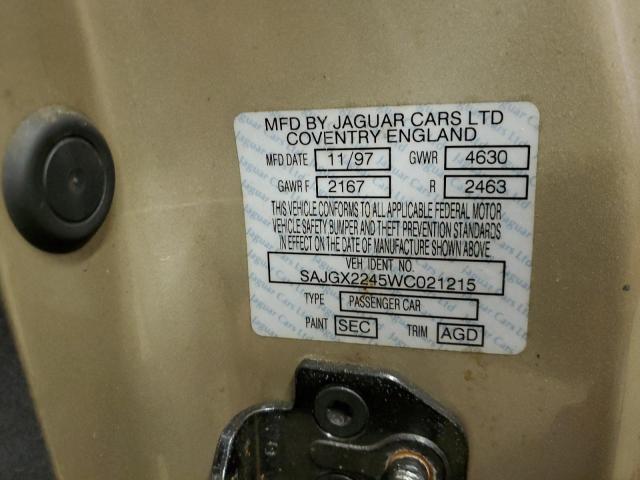 MFD BY JAGUAR CARS LTD
COVENTRY ENGLAND
MFD DATE 11/97 GVWR 4630
GAWR F 2167 R 2463
THIS VEHICLE CONFORMS TO ALL APPLICABLE FEDERAL MOTOR
VEHICLE SAFETY BUMPER AND THEFT PREVENTION STANDARDS
IN EFFECT ON THE DATE OF MANUFACTURE SHOWN ABOVE.
VEH IDENT NO.
SAJGX2245WC021215
TYPE PASSENGER CAR
PAINT SEC TRIM AGD